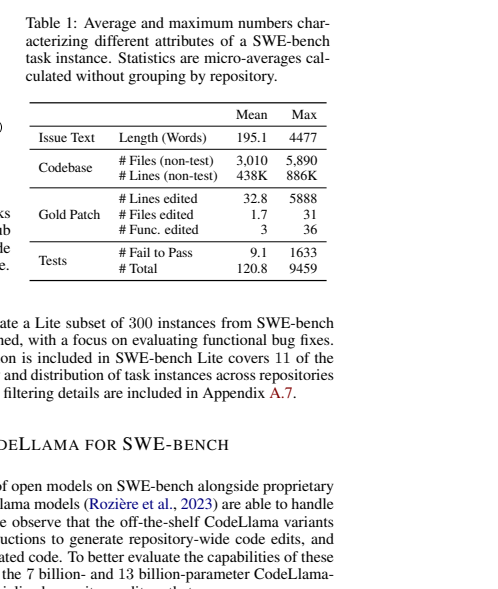 Table 1: Average and maximum numbers char-
acterizing different attributes of a SWE-bench
task instance. Statistics are micro-averages cal-
culated without grouping by repository.
)
Mean Max
Issue Text Length (Words) 195.1 4477
Codebase # Files (non-test) 3,010 5,890
# Lines (non-test) 438K 886K
Gold Patch # Lines edited 32.8 5888
# Files edited 1.7 31
# Func. edited 3 36
Tests # Fail to Pass 9.1 1633
# Total 120.8 9459
ks
ub
de
e.
ate a Lite subset of 300 instances from SWE-bench
ned, with a focus on evaluating functional bug fixes.
on is included in SWE-bench Lite covers 11 of the
and distribution of task instances across repositories
filtering details are included in Appendix A.7.
DELLAMA FOR SWE-BENCH
of open models on SWE-bench alongside proprietary
lama models (Rozière et al., 2023) are able to handle
e observe that the off-the-shelf CodeLlama variants
uctions to generate repository-wide code edits, and
ated code. To better evaluate the capabilities of these
the 7 billion- and 13 billion-parameter CodeLlama-